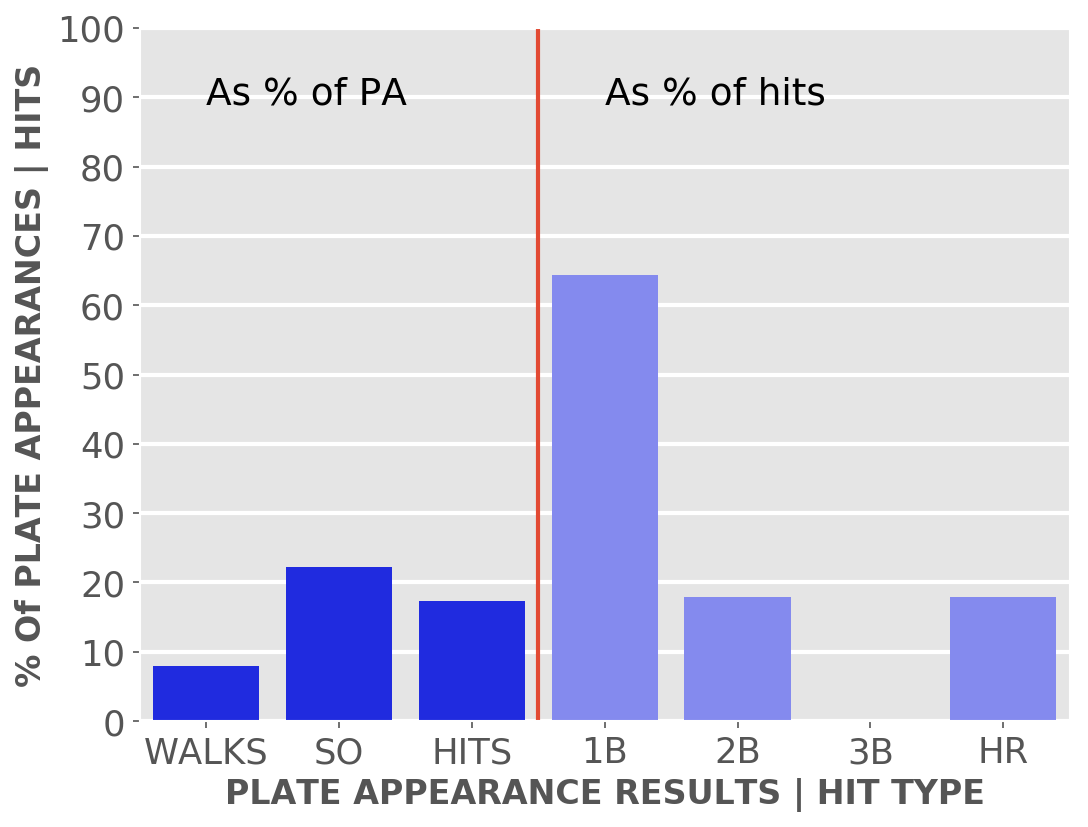 100
90
80
70
60
50
40
30
20
10
0
% Of PLATE APPEARANCES | HITS
As % of PA
As % of hits
WALKS SO HITS 1B 2B 3B HR
PLATE APPEARANCE RESULTS | HIT TYPE